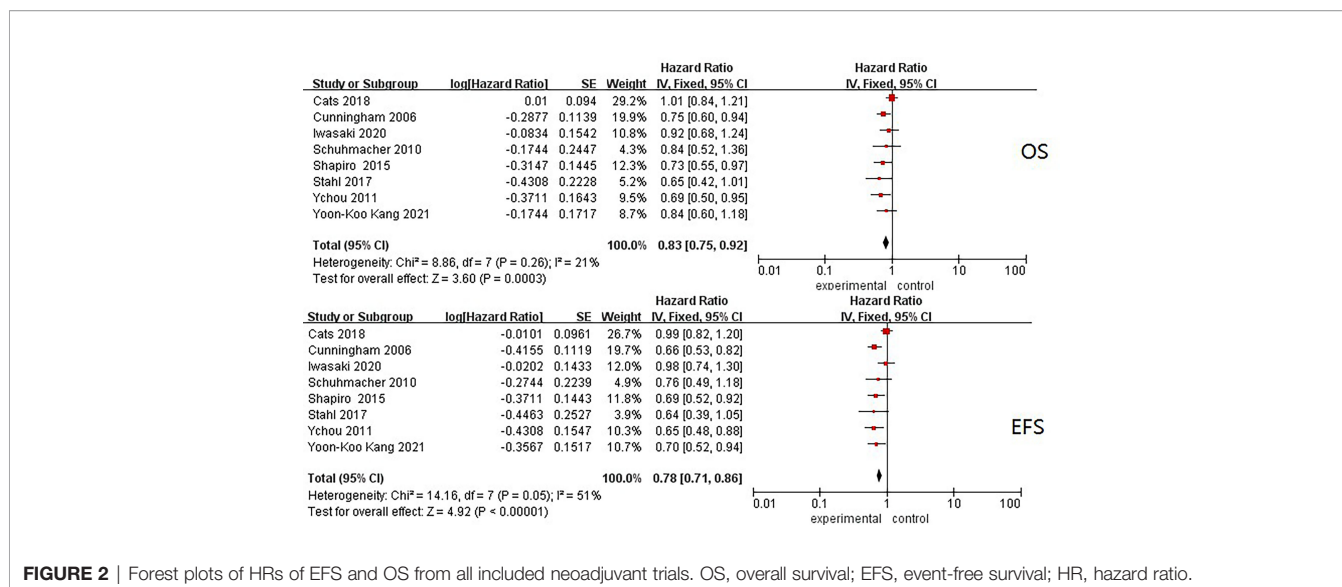 Hazard Ratio Hazard Ratio
Study or Subgroup log[Hazard Ratio] SE Weight IV, Fixed, 95% CI IV, Fixed, 95% CI
Cats 2018 0.01 0.094 29.2% 1.01 [0.84, 1.21]
Cunningham 2006 -0.2877 0.1139 19.9% 0.75 [0.60, 0.94]
Iwasaki 2020 -0.0834 0.1542 10.8% 0.92 [0.68, 1.24]
Schuhmacher 2010 -0.1744 0.2447 4.3% 0.84 [0.52, 1.36]
OS
Shapiro 2015 -0.3147 0.1445 12.3% 0.73 [0.55, 0.97]
Stahl 2017 -0.4308 0.2228 5.2% 0.65 [0.42, 1.01]
Ychou 2011 -0.3711 0.1643 9.5% 0.69 [0.50, 0.95]
Yoon-Koo Kang 2021 -0.1744 0.1717 8.7% 0.84 [0.60, 1.18]
Total (95% CI) 100.0% 0.83 [0.75, 0.92]
Heterogeneity: Chi² = 8.86, df = 7 (P = 0.26); I² = 21%
Test for overall effect: Z = 3.60 (P = 0.0003)
0.01 0.1 1 10 100
experimental control
Hazard Ratio Hazard Ratio
Study or Subgroup log[Hazard Ratio] SE Weight IV, Fixed, 95% CI IV, Fixed, 95% CI
Cats 2018 -0.0101 0.0961 26.7% 0.99 [0.82, 1.20]
Cunningham 2006 -0.4155 0.1119 19.7% 0.66 [0.53, 0.82]
Iwasaki 2020 -0.0202 0.1433 12.0% 0.98 [0.74, 1.30]
Schuhmacher 2010 -0.2744 0.2239 4.9% 0.76 [0.49, 1.18]
Shapiro 2015 -0.3711 0.1443 11.8% 0.69 [0.52, 0.92]
Stahl 2017 -0.4463 0.2527 3.9% 0.64 [0.39, 1.05]
Ychou 2011 -0.4308 0.1547 10.3% 0.65 [0.48, 0.88]
EFS
Yoon-Koo Kang 2021 -0.3567 0.1517 10.7% 0.70 [0.52, 0.94]
Total (95% CI) 100.0% 0.78 [0.71, 0.86]
Heterogeneity: Chi² = 14.16, df = 7 (P = 0.05); I² = 51%
Test for overall effect: Z = 4.92 (P < 0.00001)
0.01 0.1 1 10 100
experimental control
FIGURE 2 | Forest plots of HRs of EFS and OS from all included neoadjuvant trials. OS, overall survival; EFS, event-free survival; HR, hazard ratio.